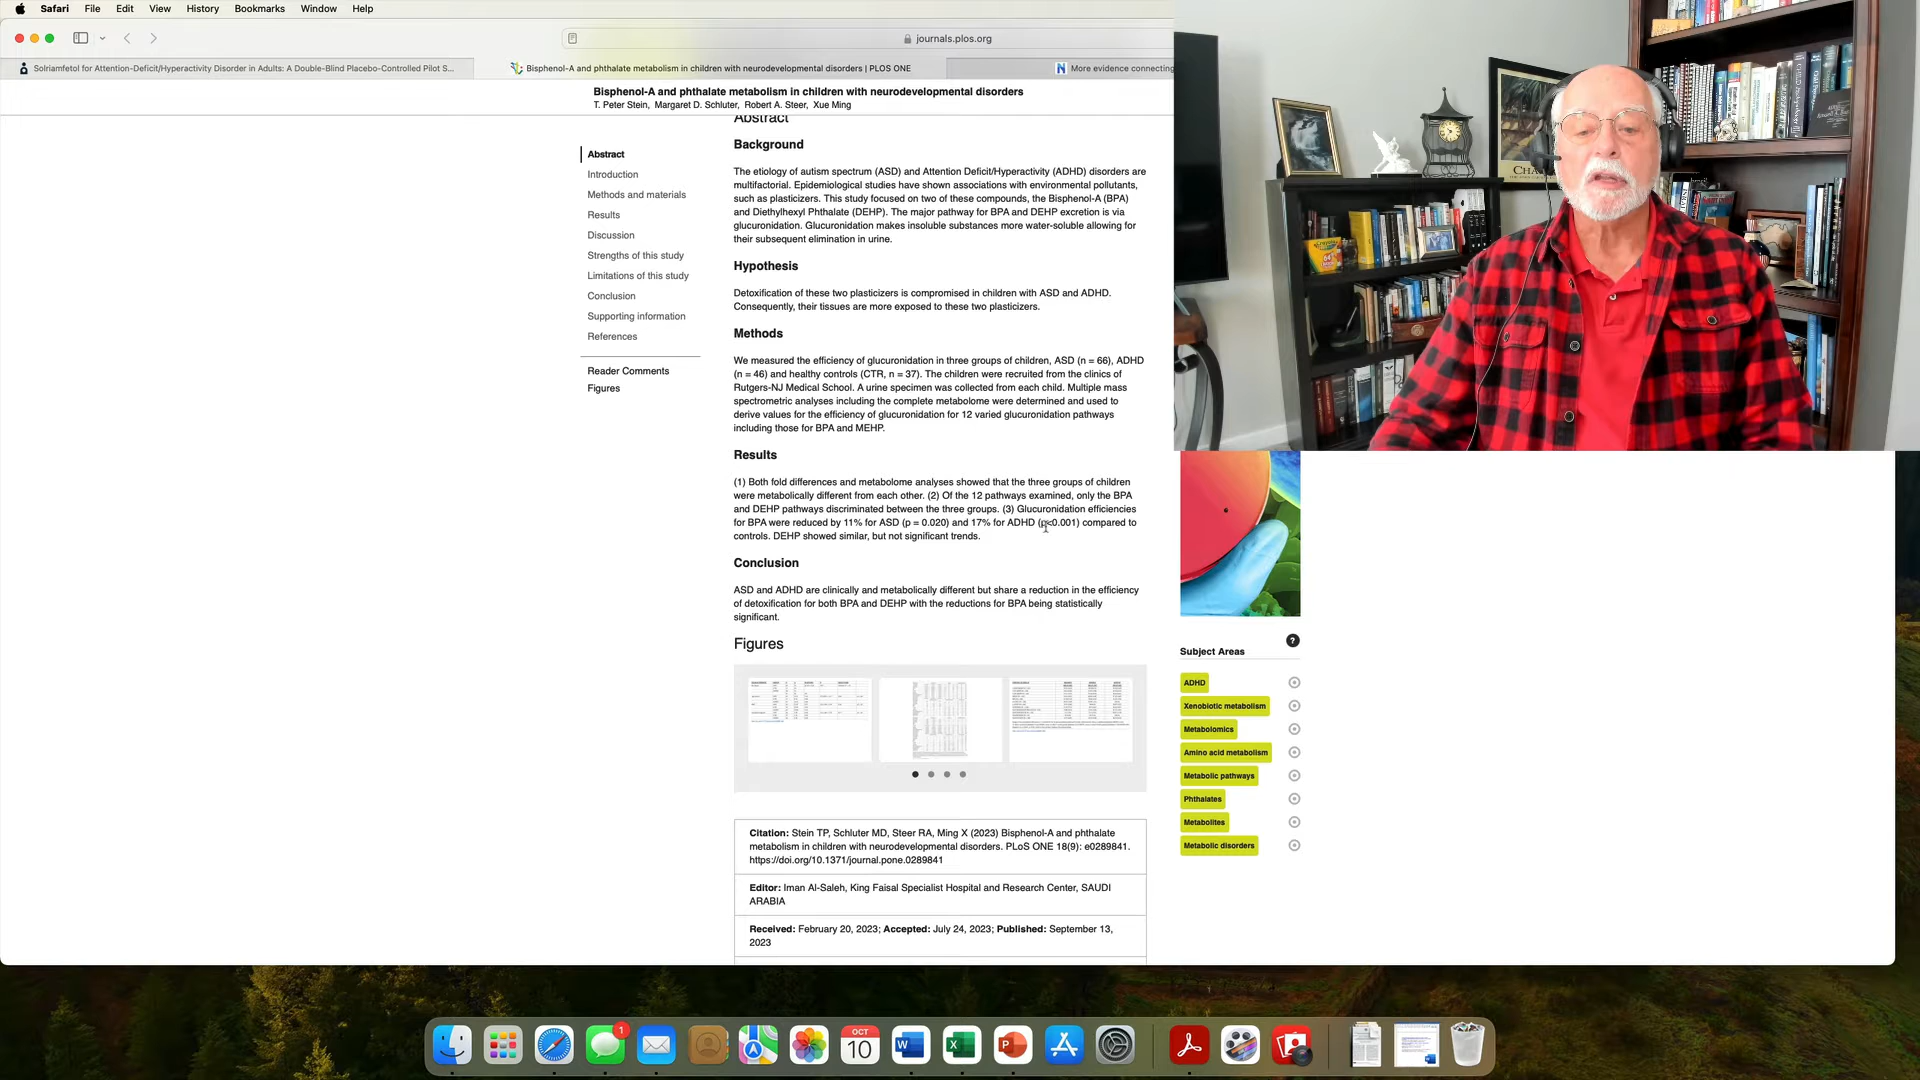 Safari File Edit View History Bookmarks Window Help
journals.plos.org
Solriamfetol for Attention-Deficit/Hyperactivity Disorder in Adults: A Double-Blind Placebo-Controlled Pilot S...
Bisphenol-A and phthalate metabolism in children with neurodevelopmental disorders | PLOS ONE
N More evidence connecting
Bisphenol-A and phthalate metabolism in children with neurodevelopmental disorders
T. Peter Stein, Margaret D. Schluter, Robert A. Steer, Xue Ming
Abstract
Introduction
Methods and materials
Results
Discussion
Strengths of this study
Limitations of this study
Conclusion
Supporting information
References
Reader Comments
Figures
Abstract
Background
The etiology of autism spectrum (ASD) and Attention Deficit/Hyperactivity (ADHD) disorders are
multifactorial. Epidemiological studies have shown associations with environmental pollutants,
such as plasticizers. This study focused on two of these compounds, the Bisphenol-A (BPA)
and Diethylhexyl Phthalate (DEHP). The major pathway for BPA and DEHP excretion is via
glucuronidation. Glucuronidation makes insoluble substances more water-soluble allowing for
their subsequent elimination in urine.
Hypothesis
Detoxification of these two plasticizers is compromised in children with ASD and ADHD.
Consequently, their tissues are more exposed to these two plasticizers.
Methods
We measured the efficiency of glucuronidation in three groups of children, ASD (n = 66), ADHD
(n = 46) and healthy controls (CTR, n = 37). The children were recruited from the clinics of
Rutgers-NJ Medical School. A urine specimen was collected from each child. Multiple mass
spectrometric analyses including the complete metabolome were determined and used to
derive values for the efficiency of glucuronidation for 12 varied glucuronidation pathways
including those for BPA and MEHP.
Results
(1) Both fold differences and metabolome analyses showed that the three groups of children
were metabolically different from each other. (2) Of the 12 pathways examined, only the BPA
and DEHP pathways discriminated between the three groups. (3) Glucuronidation efficiencies
for BPA were reduced by 11% for ASD (p = 0.020) and 17% for ADHD (p<0.001) compared to
controls. DEHP showed similar, but not significant trends.
Conclusion
ASD and ADHD are clinically and metabolically different but share a reduction in the efficiency
of detoxification for both BPA and DEHP with the reductions for BPA being statistically
significant.
Figures
Citation: Stein TP, Schluter MD, Steer RA, Ming X (2023) Bisphenol-A and phthalate
metabolism in children with neurodevelopmental disorders. PLoS ONE 18(9): e0289841.
https://doi.org/10.1371/journal.pone.0289841
Editor: Iman Al-Saleh, King Faisal Specialist Hospital and Research Center, SAUDI
ARABIA
Received: February 20, 2023; Accepted: July 24, 2023; Published: September 13,
2023
?
Subject Areas
ADHD
Xenobiotic metabolism
Metabolomics
Amino acid metabolism
Metabolic pathways
Phthalates
Metabolites
Metabolic disorders
1
OCT
10
W
X
P